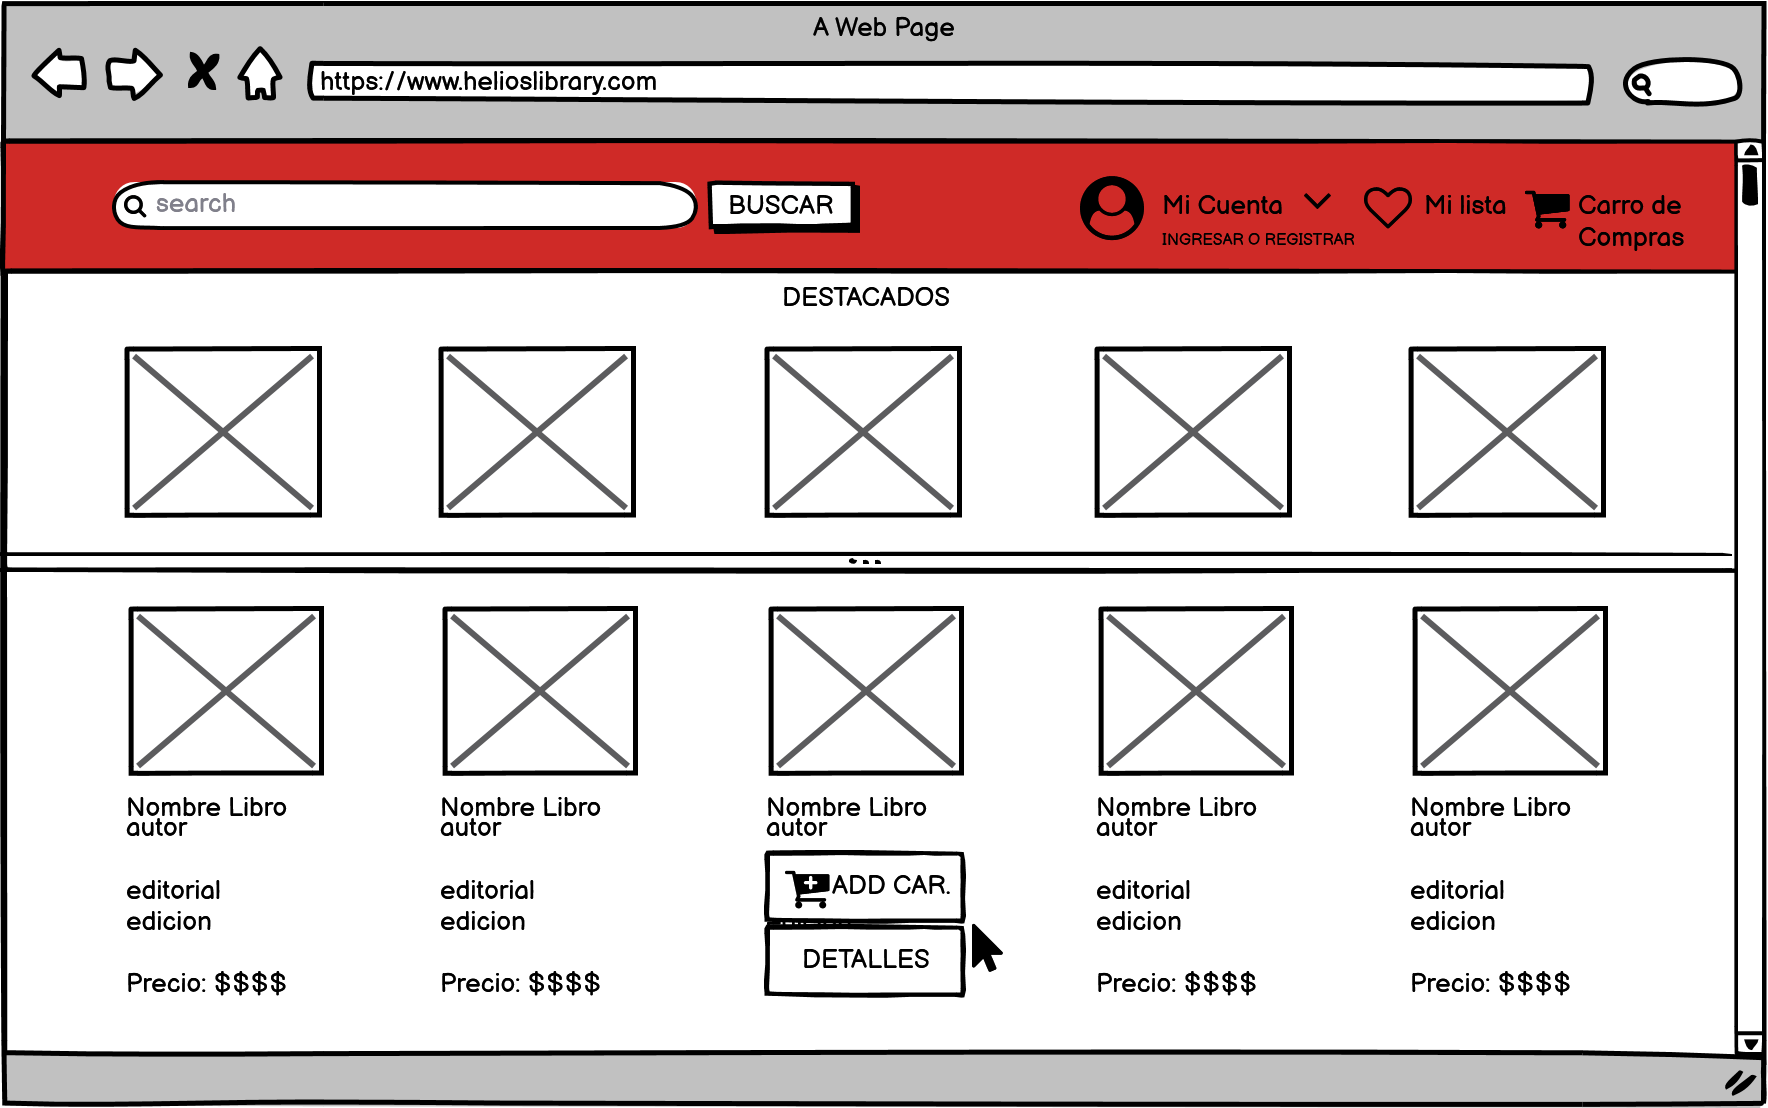 A Web Page
https://www.helioslibrary.com
search
BUSCAR
Mi Cuenta
INGRESAR O REGISTRAR
Mi lista
Carro de
Compras
DESTACADOS
Nombre Libro
autor
editorial
edicion
Precio: $$$$
Nombre Libro
autor
editorial
edicion
Precio: $$$$
Nombre Libro
autor
ADD CAR.
DETALLES
Nombre Libro
autor
editorial
edicion
Precio: $$$$
Nombre Libro
autor
editorial
edicion
Precio: $$$$